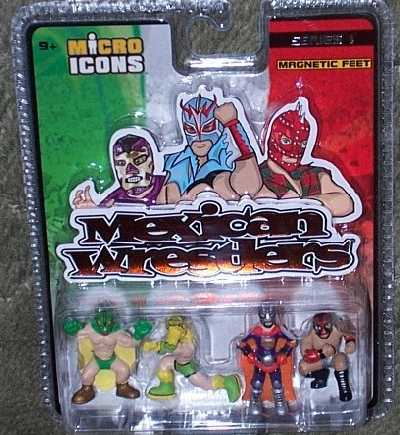 9+
MICRO
ICONS
SERIES 1
MAGNETIC FEET
Mexican
Wrestlers